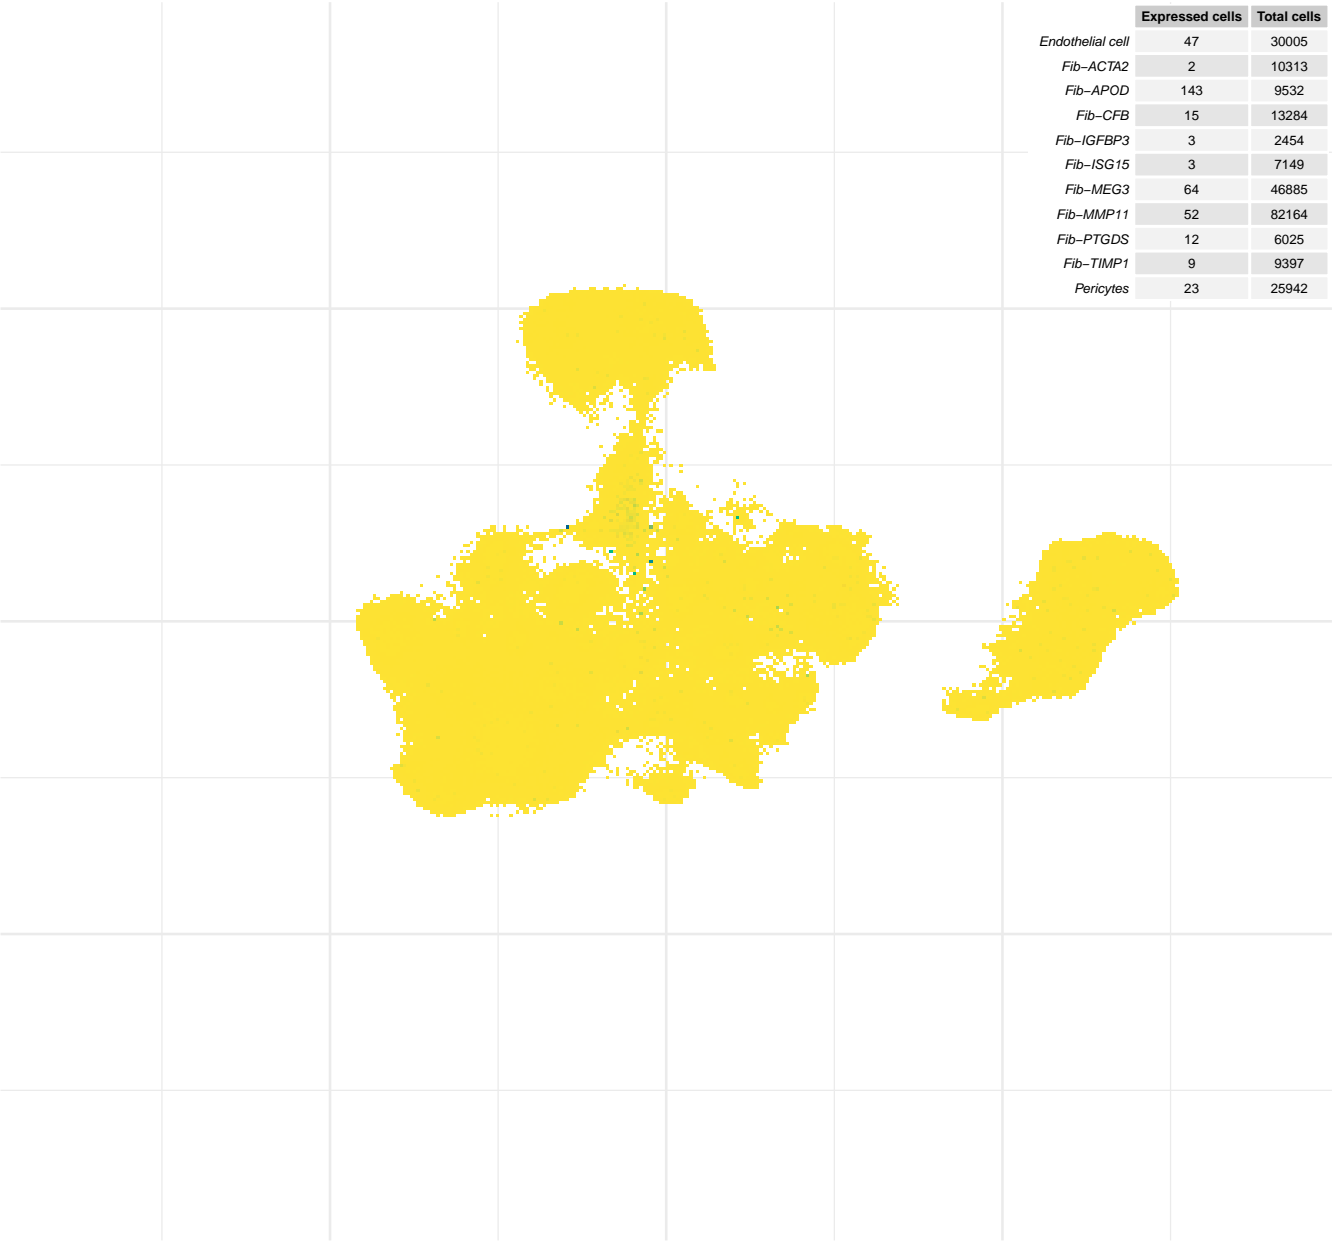 Expressed cells Total cells
Endothelial cell 47 30005
Fib−ACTA2 2 10313
Fib−APOD 143 9532
Fib−CFB 15 13284
Fib−IGFBP3 3 2454
Fib−ISG15 3 7149
Fib−MEG3 64 46885
Fib−MMP11 52 82164
Fib−PTGDS 12 6025
Fib−TIMP1 9 9397
Pericytes 23 25942